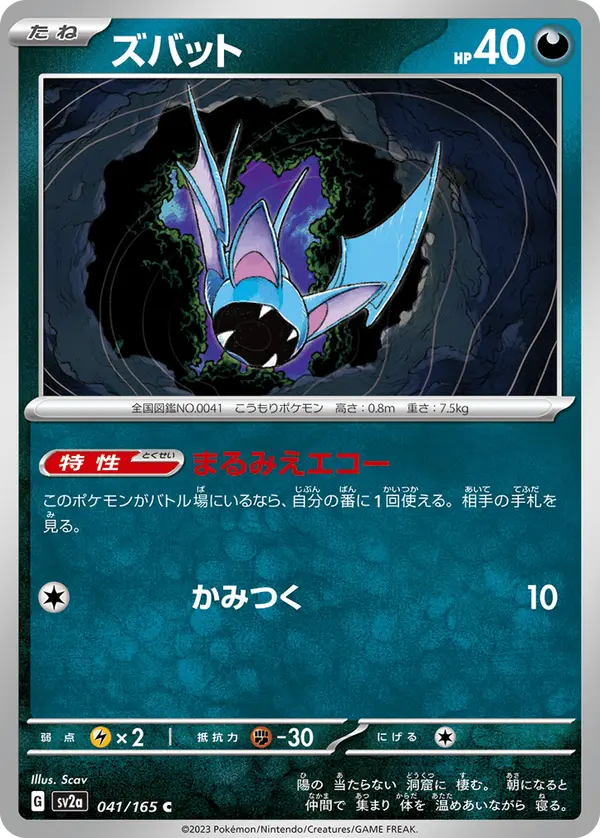 たね ズバット HP40
全国図鑑NO.0041 こうもりポケモン 高さ:0.8m 重さ:7.5kg
特性 とくせい まるみえエコー
このポケモンがバトル場にいるなら、自分の番に1回使える。相手の手札を
見る。
かみつく 10
弱点 ×2 抵抗力 -30 にげる
Illus. Scav
G sv2a 041/165 C
陽の 当たらない 洞窟に 棲む。朝になると
仲間で 集まり 体を 温めあいながら 寝る。
©2023 Pokémon/Nintendo/Creatures/GAME FREAK.